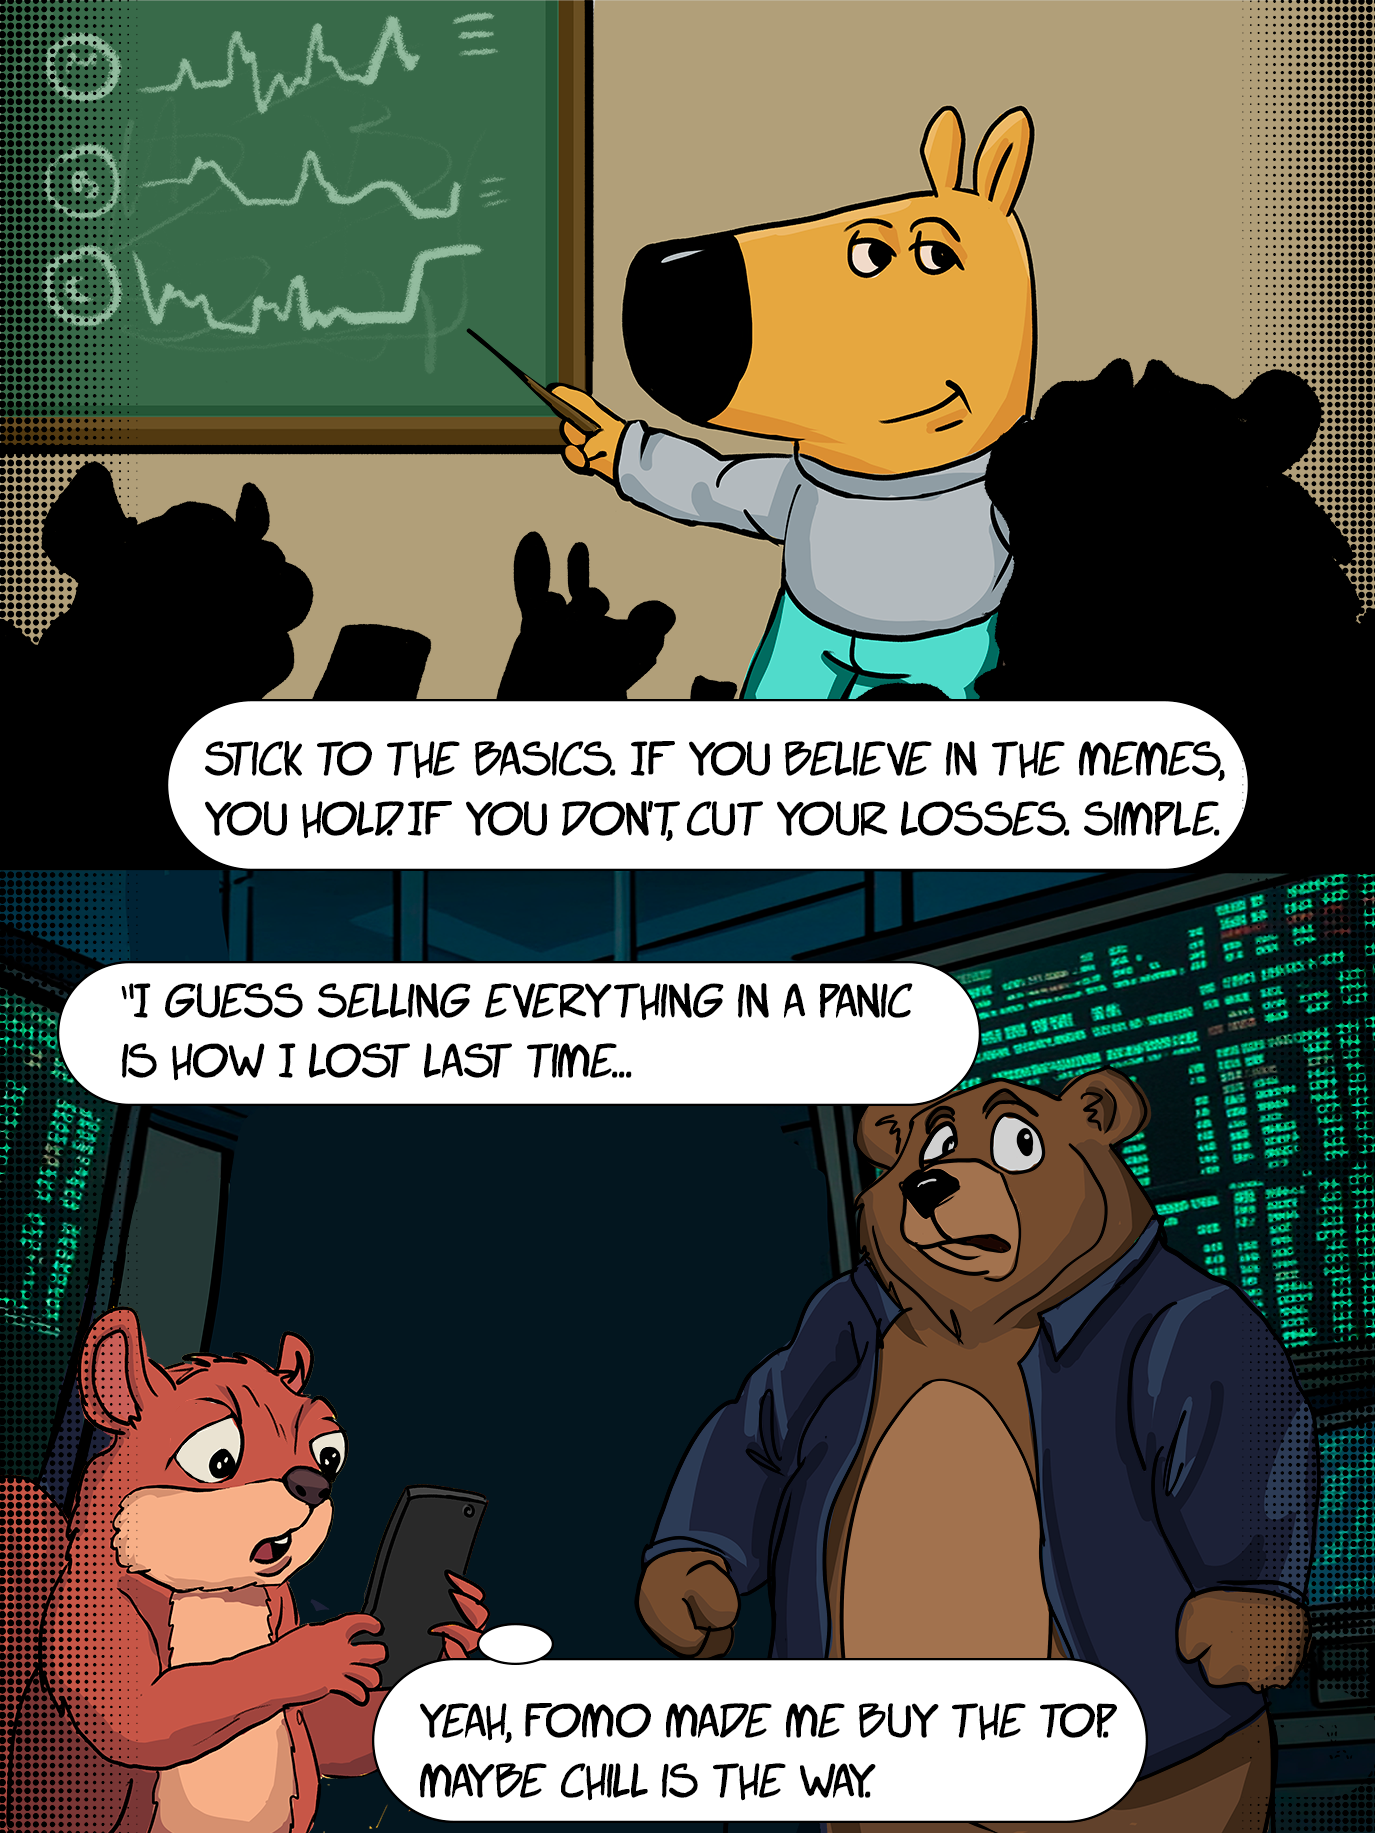 STICK TO THE BASICS. IF YOU BELIEVE IN THE MEMES,
YOU HOLD. IF YOU DON'T, CUT YOUR LOSSES. SIMPLE.
"I GUESS SELLING EVERYTHING IN A PANIC
IS HOW I LOST LAST TIME...
YEAH, FOMO MADE ME BUY THE TOP.
MAYBE CHILL IS THE WAY.